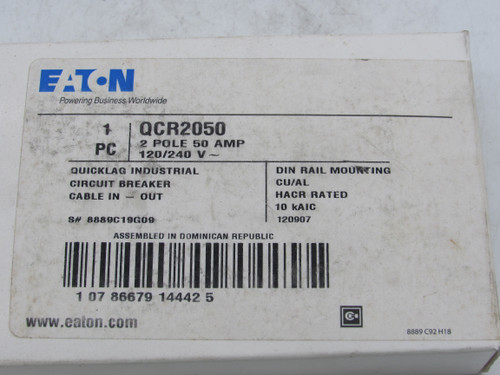 EATON
Powering Business Worldwide
1 PC
QCR2050
2 POLE 50 AMP
120/240 V ~
QUICKLAG INDUSTRIAL
CIRCUIT BREAKER
CABLE IN – OUT
S# 8889C19G09
DIN RAIL MOUNTING
CU/AL
HACR RATED
10 kAIC
120907
ASSEMBLED IN DOMINICAN REPUBLIC
1 07 86679 14442 5
www.eaton.com
8889 C92 H18